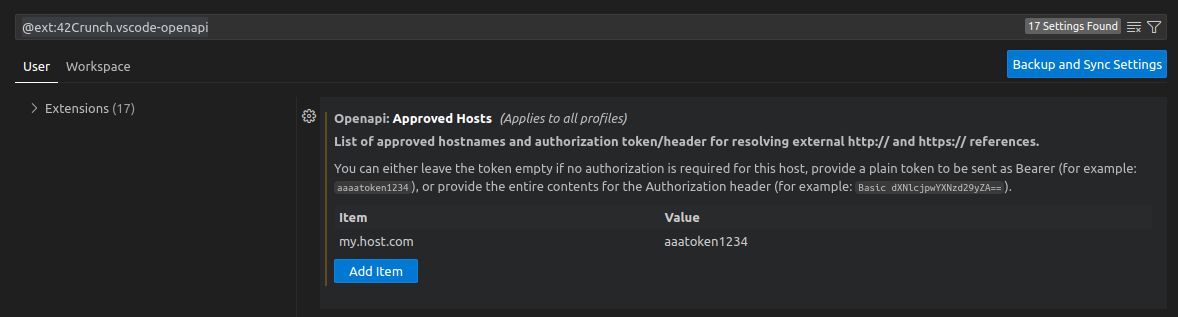 @ext:42Crunch.vscode-openapi
17 Settings Found
User
Workspace
Backup and Sync Settings
Extensions (17)
Openapi: Approved Hosts (Applies to all profiles)
List of approved hostnames and authorization token/header for resolving external http:// and https:// references.
You can either leave the token empty if no authorization is required for this host, provide a plain token to be sent as Bearer (for example:
aaaatoken1234), or provide the entire contents for the Authorization header (for example: Basic dXNlcjpwYXNzd29yZA==).
Item Value
my.host.com aaatoken1234
Add Item